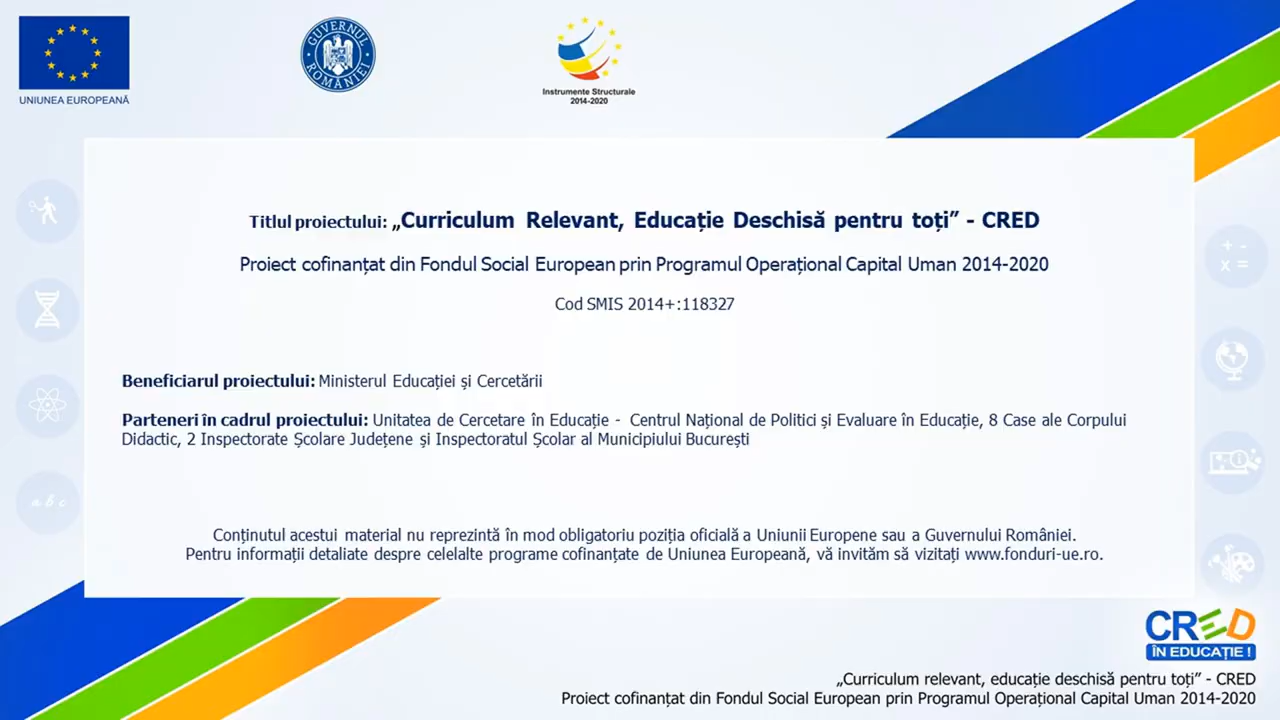 UNIUNEA EUROPEANĂ
GUVERNUL ROMÂNIEI
Instrumente Structurale
2014-2020
Titlul proiectului: „Curriculum Relevant, Educație Deschisă pentru toți” - CRED
Proiect cofinanțat din Fondul Social European prin Programul Operațional Capital Uman 2014-2020
Cod SMIS 2014+:118327
Beneficiarul proiectului: Ministerul Educației și Cercetării
Parteneri în cadrul proiectului: Unitatea de Cercetare în Educație - Centrul Național de Politici și Evaluare în Educație, 8 Case ale Corpului
Didactic, 2 Inspectorate Școlare Județene și Inspectoratul Școlar al Municipiului București
a b c
+ -
x =
Conținutul acestui material nu reprezintă în mod obligatoriu poziția oficială a Uniunii Europene sau a Guvernului României.
Pentru informații detaliate despre celelalte programe cofinanțate de Uniunea Europeană, vă invităm să vizitați www.fonduri-ue.ro.
CRED
ÎN EDUCAȚIE !
„Curriculum relevant, educație deschisă pentru toți” - CRED
Proiect cofinanțat din Fondul Social European prin Programul Operațional Capital Uman 2014-2020